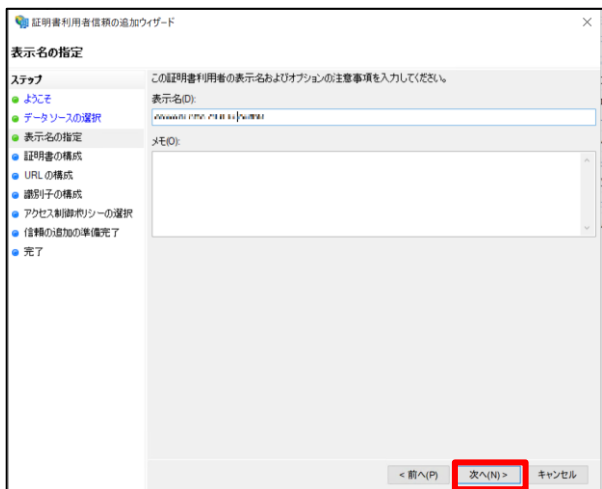 証明書利用者信頼の追加ウィザード
表示名の指定
ステップ
ようこそ
データ ソースの選択
表示名の指定
証明書の構成
URL の構成
識別子の構成
アクセス制御ポリシーの選択
信頼の追加の準備完了
完了
この証明書利用者の表示名およびオプションの注意事項を入力してください。
表示名(D):
メモ(O):
< 前へ(P)
次へ(N) >
キャンセル